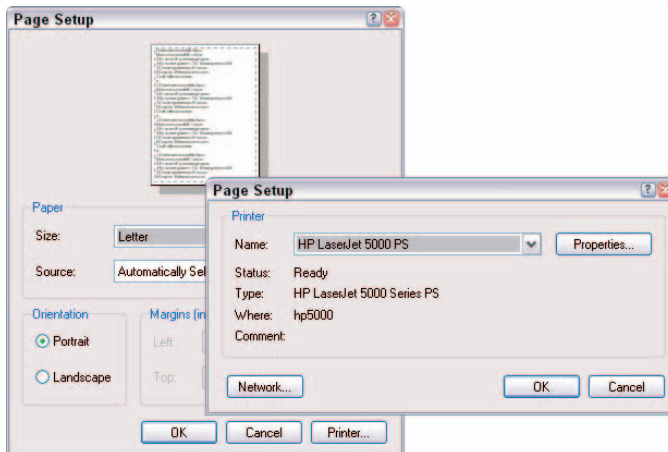 Page Setup
Paper
Size: Letter
Source: Automatically Sel
Orientation
Portrait
Landscape
Margins (in
Left:
Top:
OK Cancel Printer...
Page Setup
Printer
Name: HP LaserJet 5000 PS Properties...
Status: Ready
Type: HP LaserJet 5000 Series PS
Where: hp5000
Comment:
Network... OK Cancel